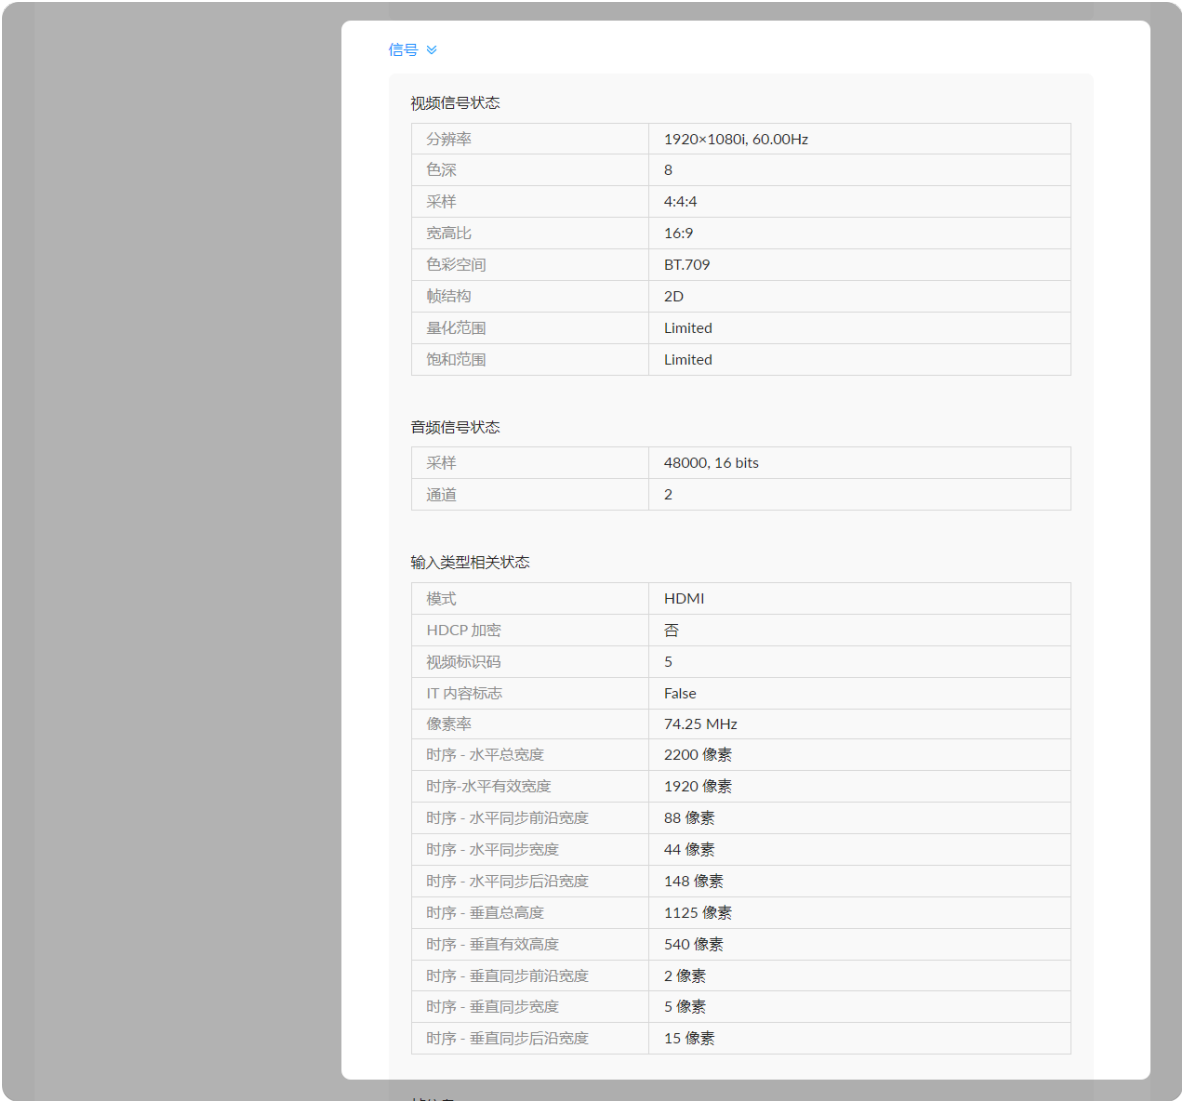 信号
视频信号状态
分辨率 1920×1080i, 60.00Hz
色深 8
采样 4:4:4
宽高比 16:9
色彩空间 BT.709
帧结构 2D
量化范围 Limited
饱和范围 Limited
音频信号状态
采样 48000, 16 bits
通道 2
输入类型相关状态
模式 HDMI
HDCP 加密 否
视频标识码 5
IT 内容标志 False
像素率 74.25 MHz
时序 - 水平总宽度 2200 像素
时序-水平有效宽度 1920 像素
时序 - 水平同步前沿宽度 88 像素
时序 - 水平同步宽度 44 像素
时序 - 水平同步后沿宽度 148 像素
时序 - 垂直总高度 1125 像素
时序 - 垂直有效高度 540 像素
时序 - 垂直同步前沿宽度 2 像素
时序 - 垂直同步宽度 5 像素
时序 - 垂直同步后沿宽度 15 像素